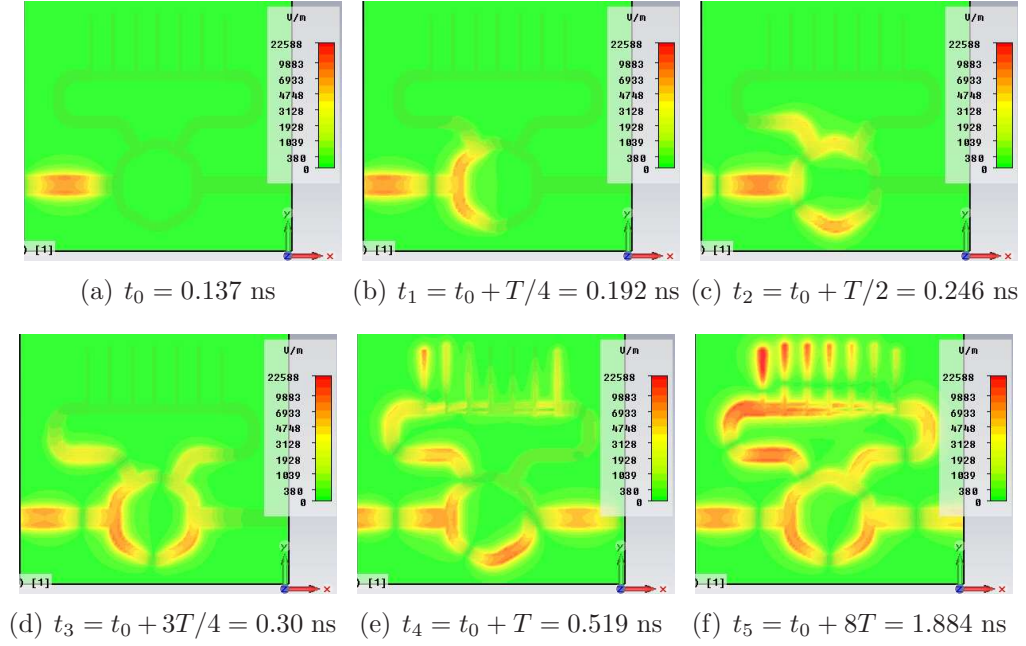 V/m V/m V/m
22588 22588 22588
9883 9883 9883
6933 6933 6933
4748 4748 4748
3128 3128 3128
1928 1928 1928
1039 1039 1039
380 380 380
0 0 0
y y y
) [1] z x ) [1] z x ) [1] z x
(a) t₀ = 0.137 ns (b) t₁ = t₀ + T/4 = 0.192 ns (c) t₂ = t₀ + T/2 = 0.246 ns
V/m V/m V/m
22588 22588 22588
9883 9883 9883
6933 6933 6933
4748 4748 4748
3128 3128 3128
1928 1928 1928
1039 1039 1039
380 380 380
0 0 0
y y y
) [1] z x ) [1] z x ) [1] z x
(d) t₃ = t₀ + 3T/4 = 0.30 ns (e) t₄ = t₀ + T = 0.519 ns (f) t₅ = t₀ + 8T = 1.884 ns